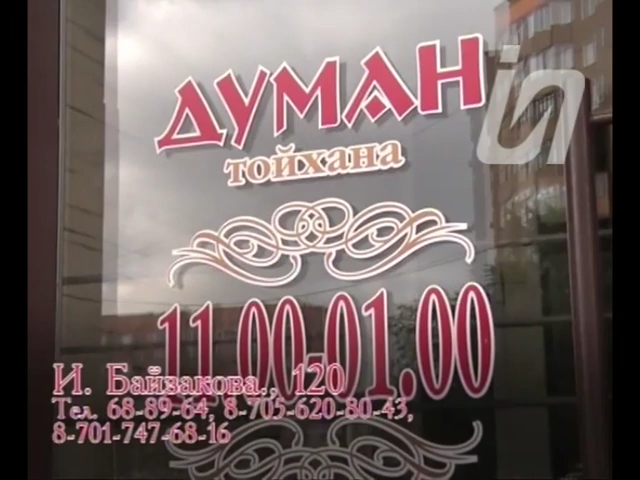 ДУМАН
тойхана
11.00-01.00
И. Байзакова., 120
Тел. 68-89-64, 8-705-620-80-43,
8-701-747-68-16